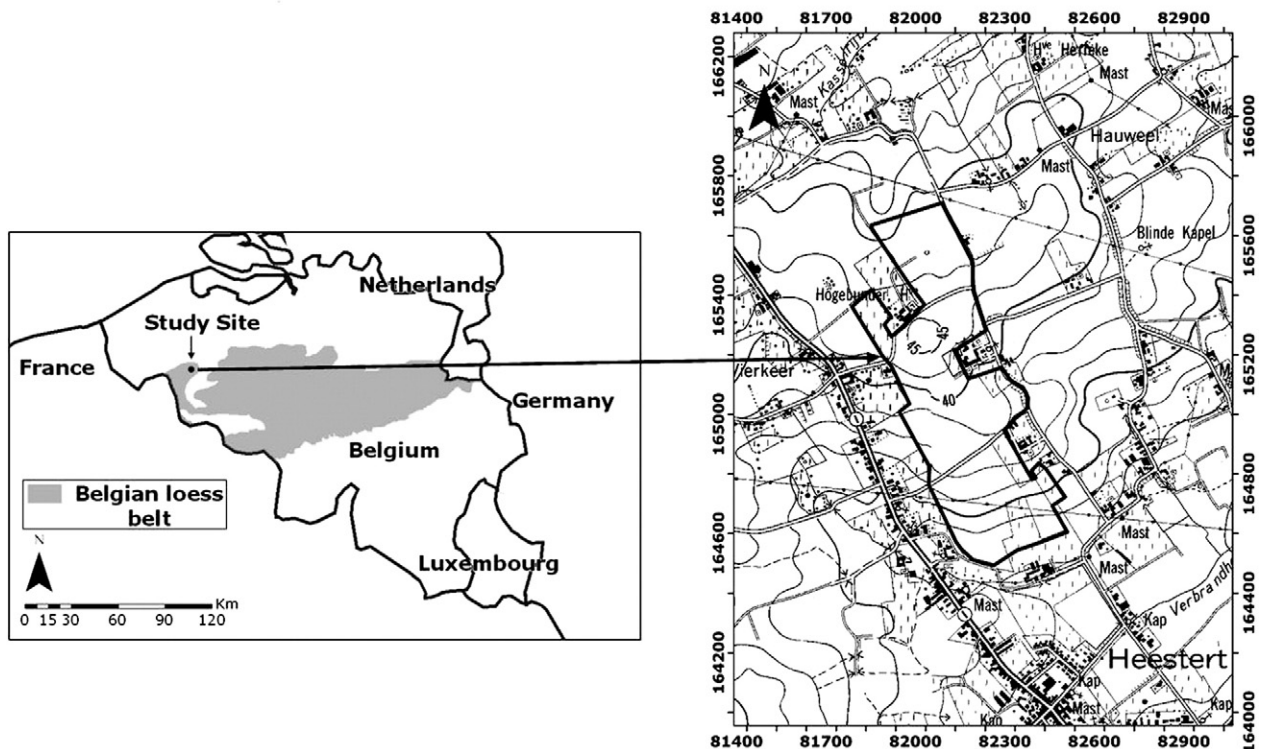 Netherlands
Study Site
France
Germany
Belgium
Belgian loess
belt
Luxembourg
N
Km
0 15 30 60 90 120
81400 81700 82000 82300 82600 82900
166200
166000
165800
165600
165400
165200
165000
164800
164600
164400
164200
164000
N
Hve Herreke
Mast
Mast
Hauweel
Mast
Blinde Kapel
Hogebunder
45
45
40
Vierkeer
Mast
Mast
Mast
Kap
Heestert
Kap
Mast
Kap
Kap
81400 81700 82000 82300 82600 82900